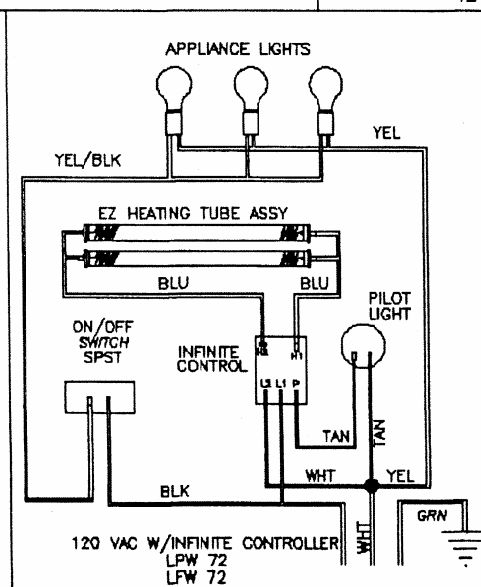 APPLIANCE LIGHTS
YEL
YEL/BLK
EZ HEATING TUBE ASSY
BLU
BLU
PILOT
LIGHT
ON/OFF
SWITCH
SPST
INFINITE
CONTROL
H2
H1
L2 L1 P
TAN
TAN
WHT
YEL
BLK
GRN
WHT
120 VAC W/INFINITE CONTROLLER
LPW 72
LFW 72